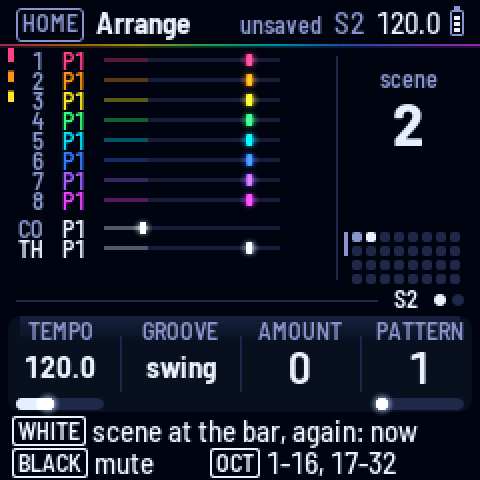 HOME Arrange unsaved S2 120.0
1 P1
2 P1
3 P1
4 P1
5 P1
6 P1
7 P1
8 P1
CO P1
TH P1
scene
2
S2
TEMPO GROOVE AMOUNT PATTERN
120.0 swing 0 1
WHITE scene at the bar, again: now
BLACK mute OCT 1-16, 17-32